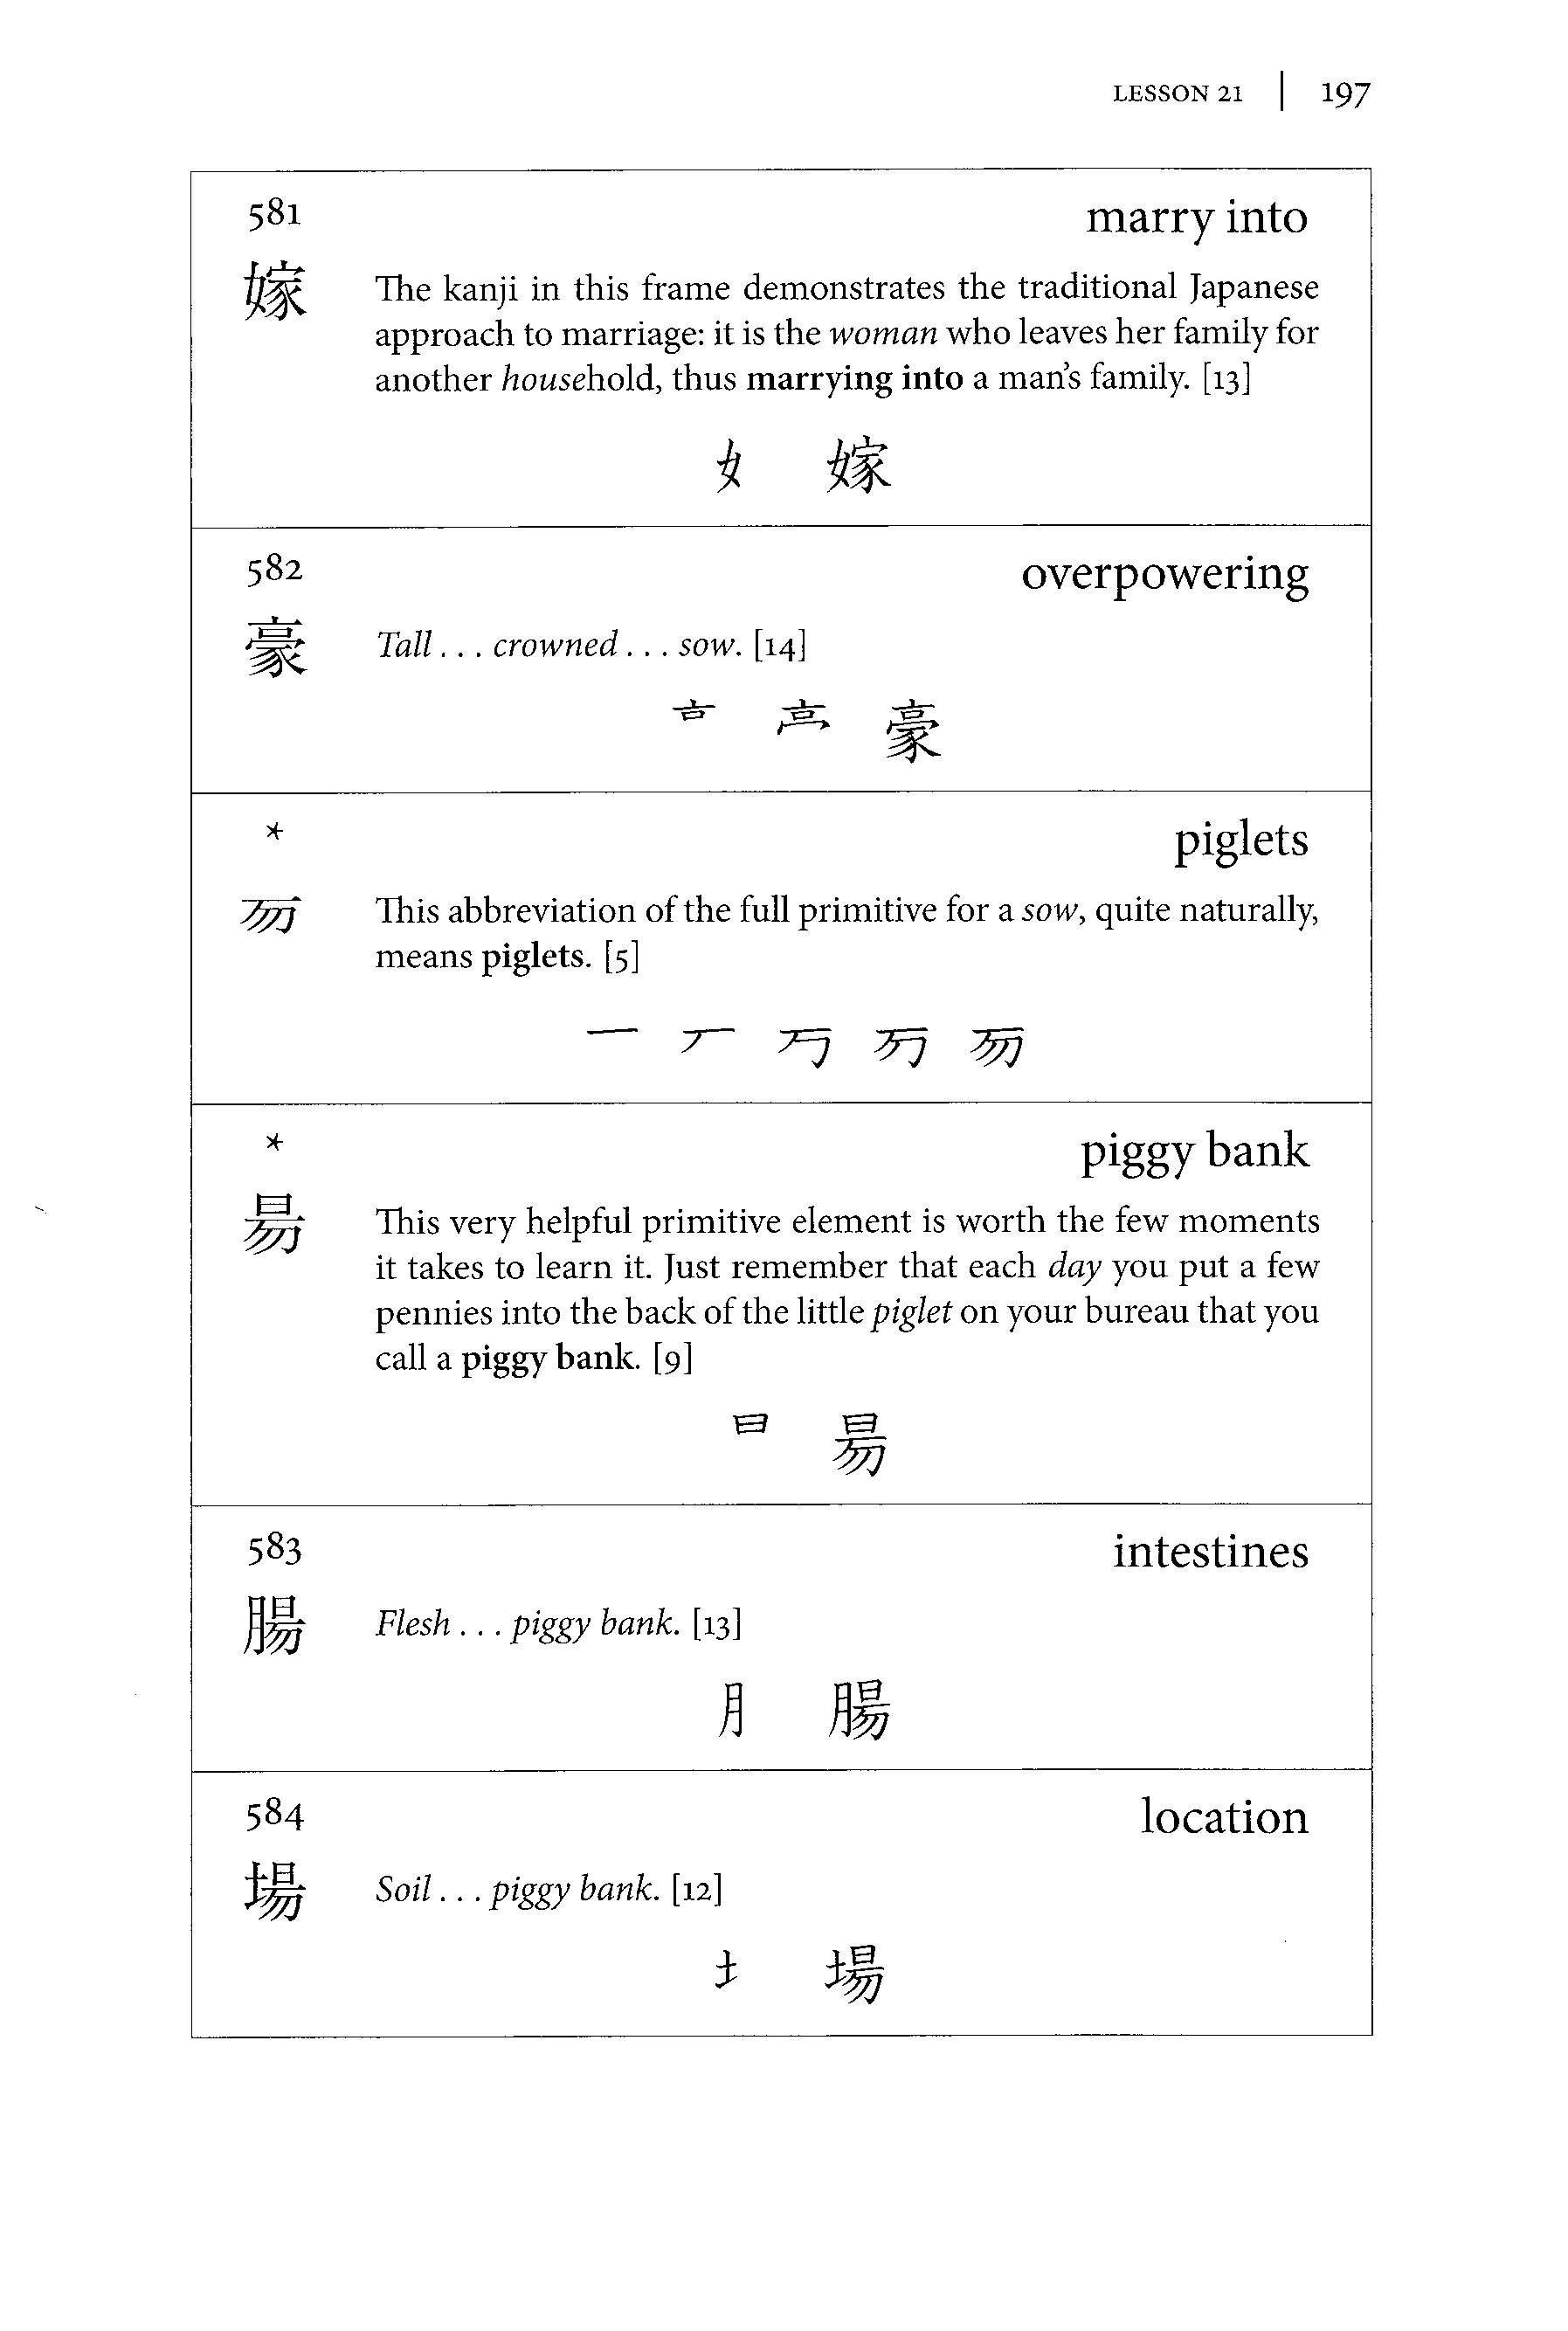 LESSON 21 | 197
581 marry into
嫁 The kanji in this frame demonstrates the traditional Japanese
approach to marriage: it is the woman who leaves her family for
another household, thus marrying into a man's family. [13]
女 嫁
582 overpowering
豪 Tall . . . crowned . . . sow. [14]
豪
* piglets
This abbreviation of the full primitive for a sow, quite naturally,
means piglets. [5]
一 丆
* piggy bank
昜 This very helpful primitive element is worth the few moments
it takes to learn it. Just remember that each day you put a few
pennies into the back of the little piglet on your bureau that you
call a piggy bank. [9]
日 昜
583 intestines
腸 Flesh . . . piggy bank. [13]
月 腸
584 location
場 Soil . . . piggy bank. [12]
土 場